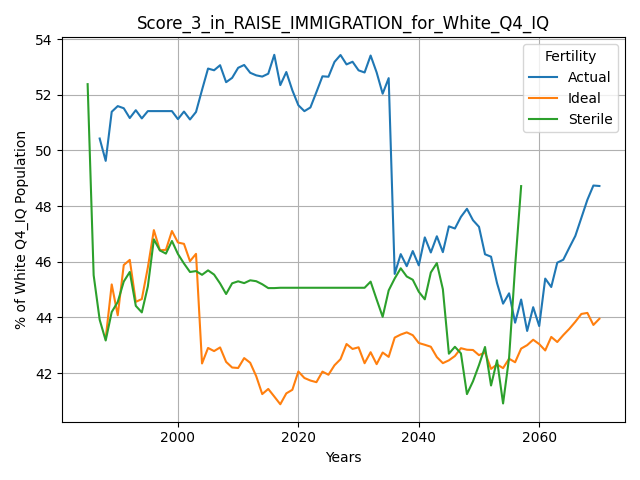 Score_3_in_RAISE_IMMIGRATION_for_White_Q4_IQ
54
52
50
48
46
44
42
% of White Q4_IQ Population
Fertility
Actual
Ideal
Sterile
2000
2020
2040
2060
Years